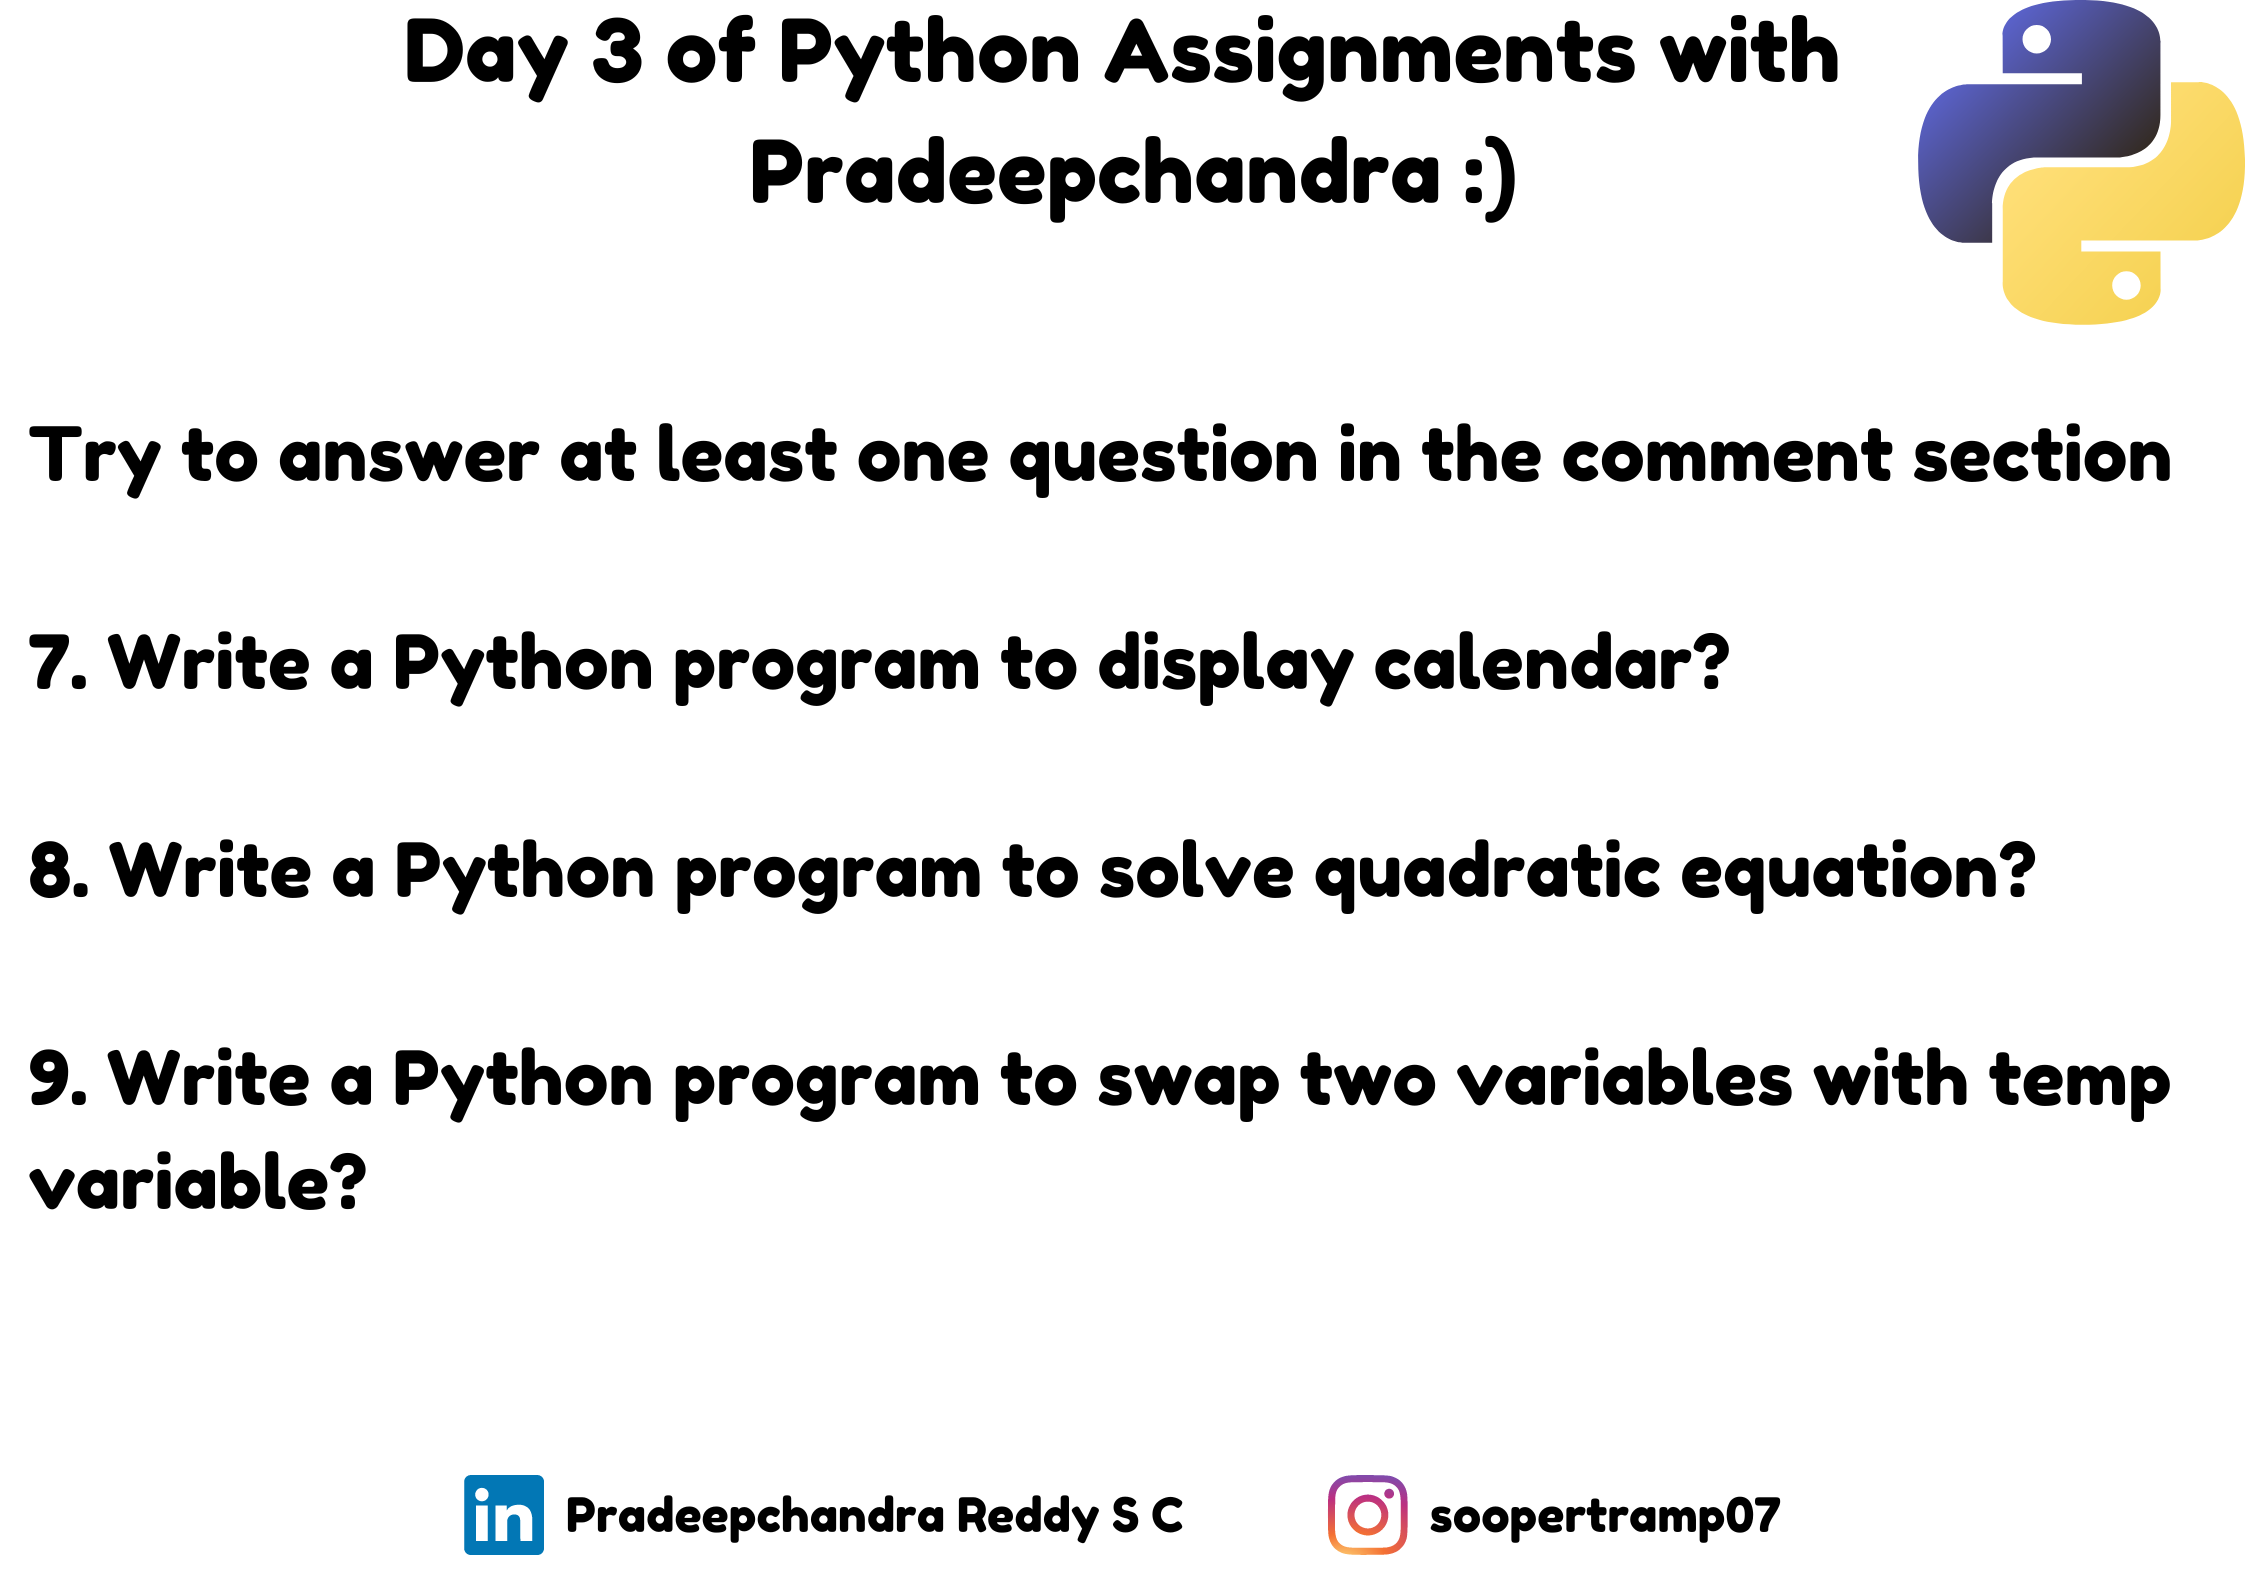 Day 3 of Python Assignments with
Pradeepchandra :)
Try to answer at least one question in the comment section
7. Write a Python program to display calendar?
8. Write a Python program to solve quadratic equation?
9. Write a Python program to swap two variables with temp
variable?
in Pradeepchandra Reddy S C
soopertramp07